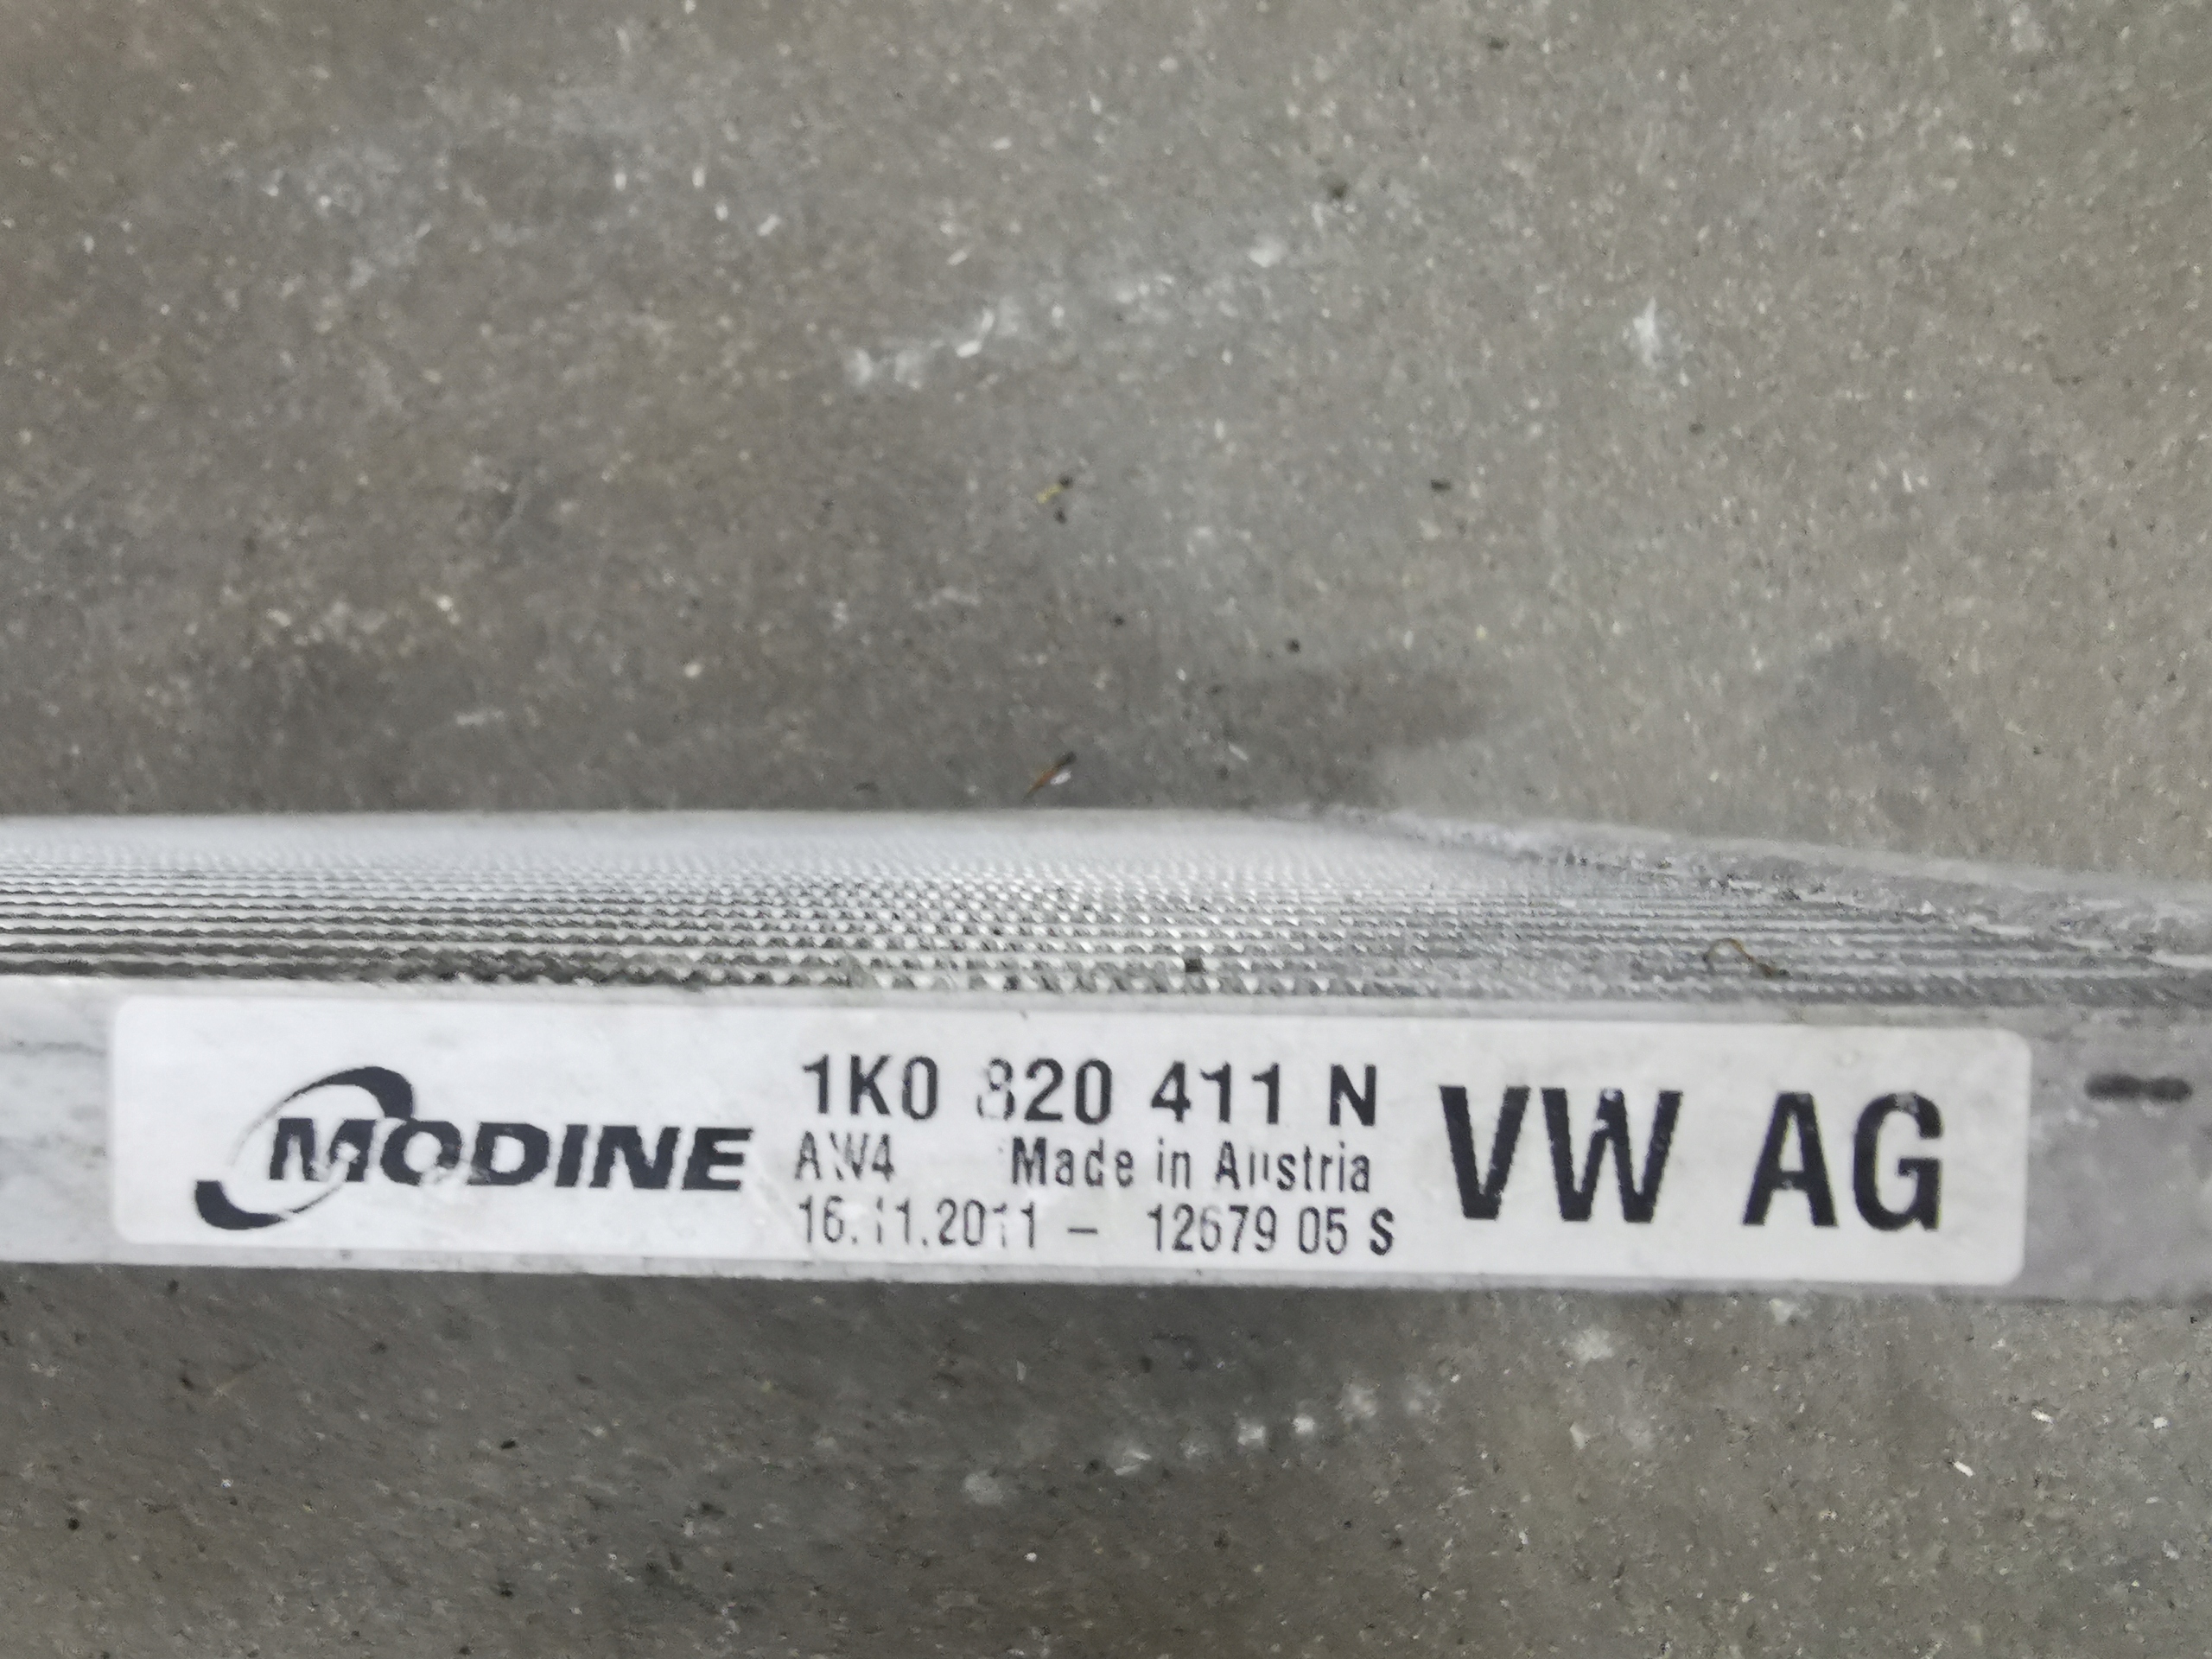 MODINE
1K0 820 411 N
AW4 Made in Austria
16.11.2011 - 12679 05 S
VW AG